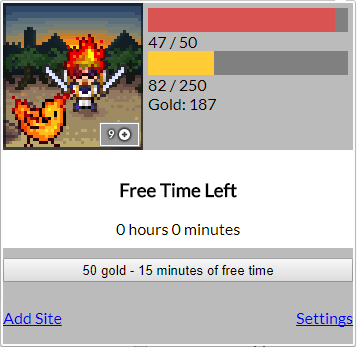 47 / 50
82 / 250
Gold: 187
9
Free Time Left
0 hours 0 minutes
50 gold - 15 minutes of free time
Add Site Settings